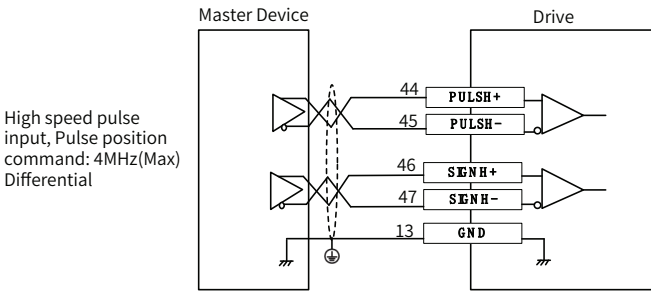 Master Device
Drive
High speed pulse
input, Pulse position
command: 4MHz(Max)
Differential
44 PULSH+
45 PULSH-
46 SIGNH+
47 SIGNH-
13 GND